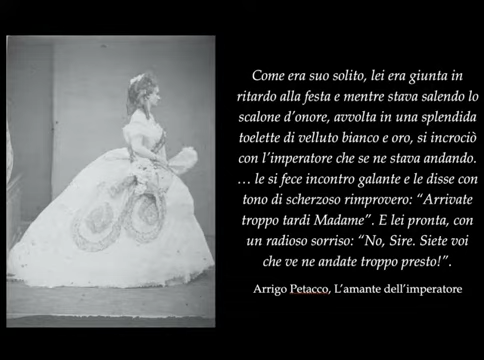 Come era suo solito, lei era giunta in
ritardo alla festa e mentre stava salendo lo
scalone d’onore, avvolta in una splendida
toelette di velluto bianco e oro, si incrociò
con l’imperatore che se ne stava andando.
… le si fece incontro galante e le disse con
tono di scherzoso rimprovero: “Arrivate
troppo tardi Madame”. E lei pronta, con
un radioso sorriso: “No, Sire. Siete voi
che ve ne andate troppo presto!”.
Arrigo Petacco, L’amante dell’imperatore